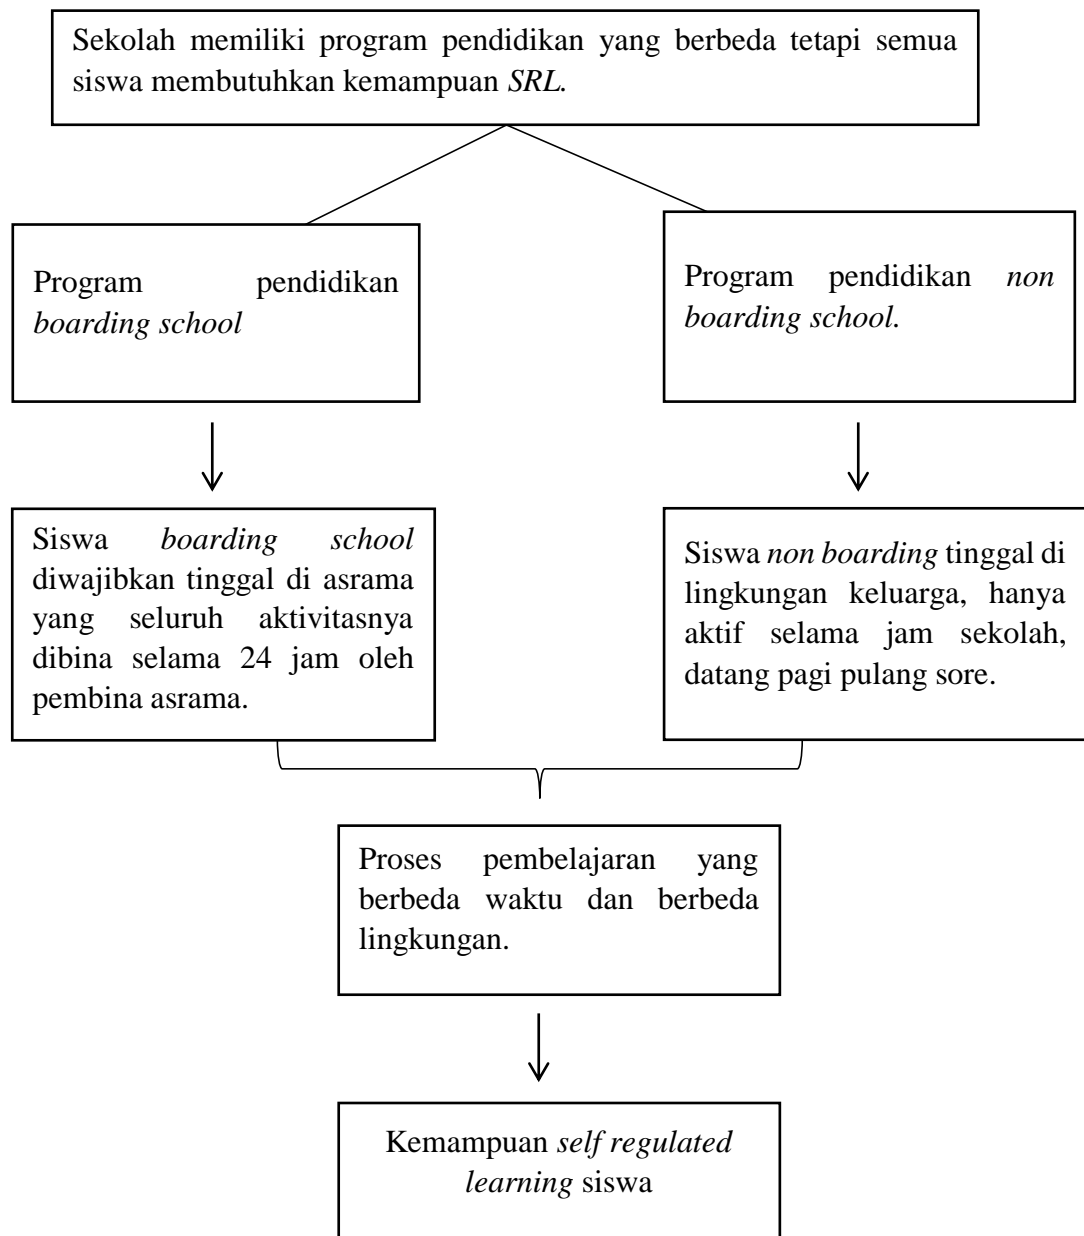 Sekolah memiliki program pendidikan yang berbeda tetapi semua
siswa membutuhkan kemampuan SRL.
Program pendidikan
boarding school
Program pendidikan non
boarding school.
Siswa boarding school
diwajibkan tinggal di asrama
yang seluruh aktivitasnya
dibina selama 24 jam oleh
pembina asrama.
Siswa non boarding tinggal di
lingkungan keluarga, hanya
aktif selama jam sekolah,
datang pagi pulang sore.
Proses pembelajaran yang
berbeda waktu dan berbeda
lingkungan.
Kemampuan self regulated
learning siswa